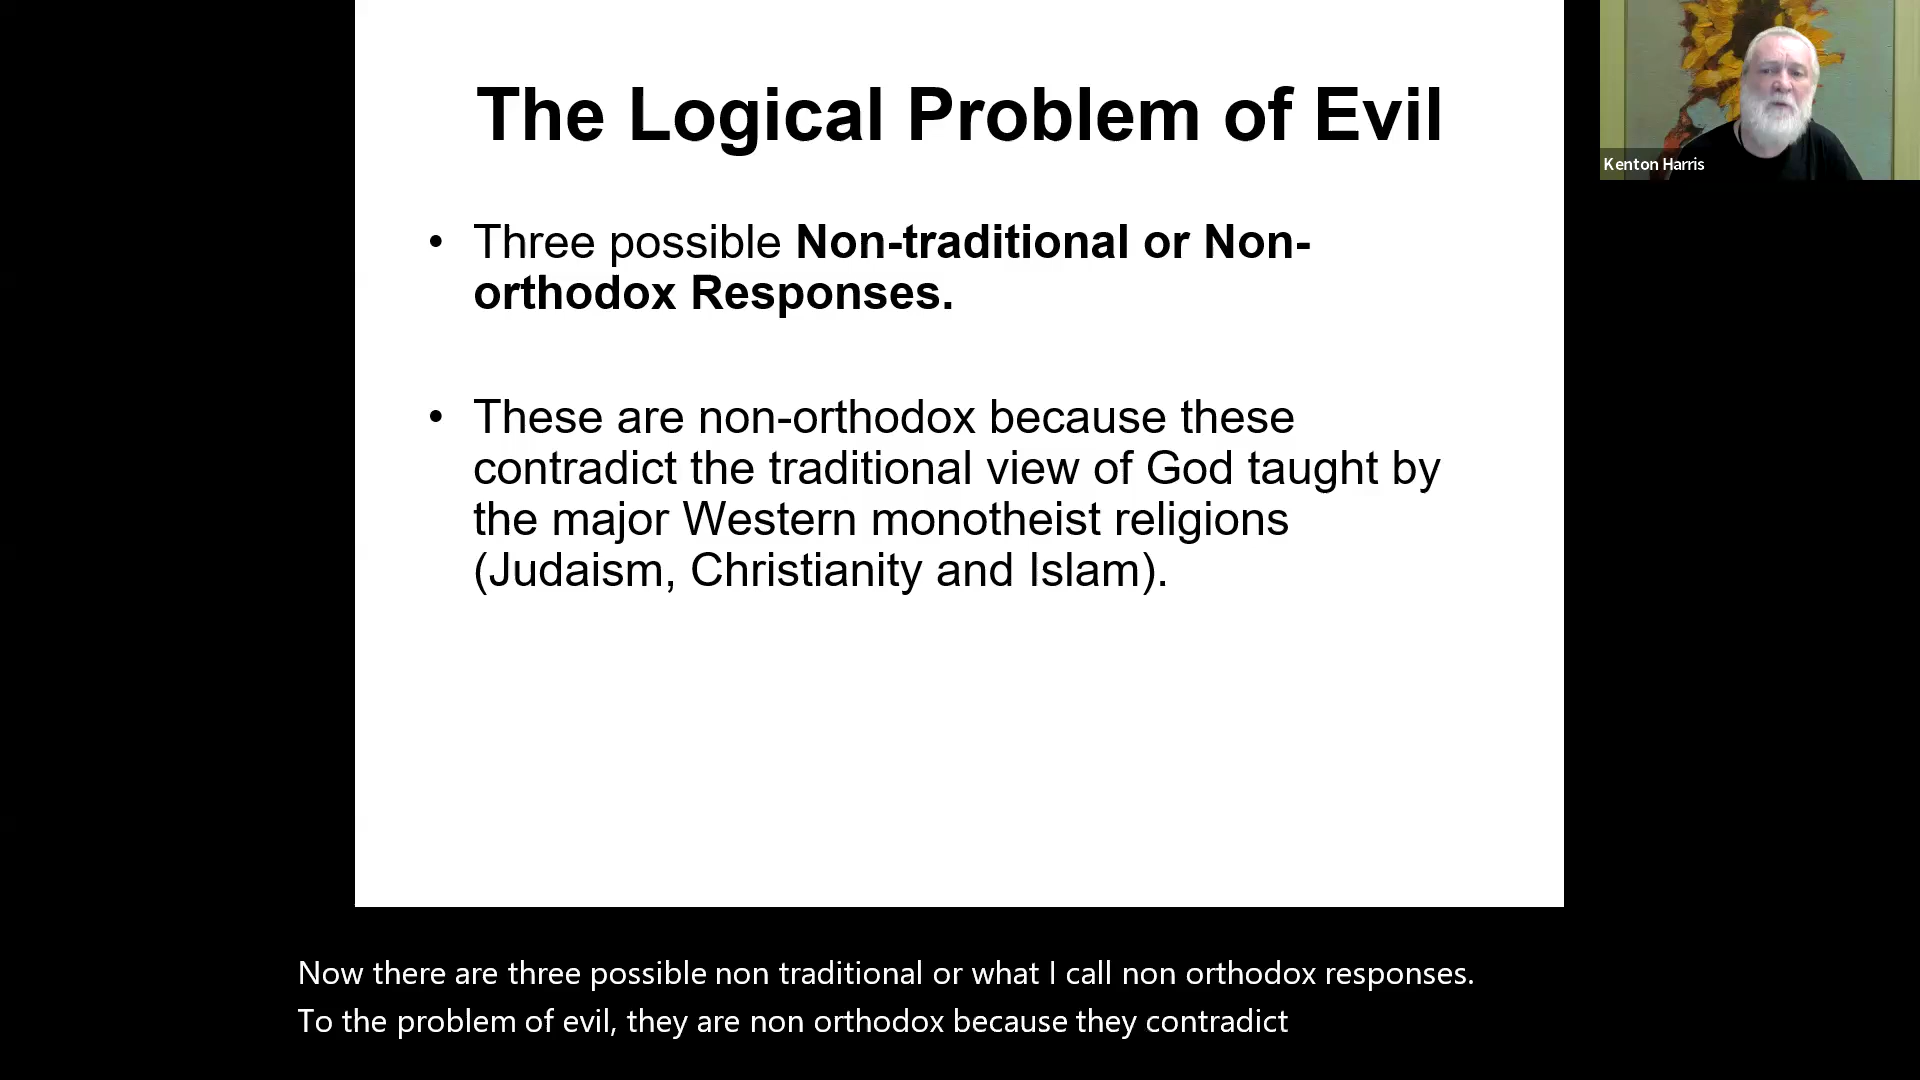 The Logical Problem of Evil
Kenton Harris
• Three possible Non-traditional or Non-
orthodox Responses.
• These are non-orthodox because these
contradict the traditional view of God taught by
the major Western monotheist religions
(Judaism, Christianity and Islam).
Now there are three possible non traditional or what I call non orthodox responses.
To the problem of evil, they are non orthodox because they contradict